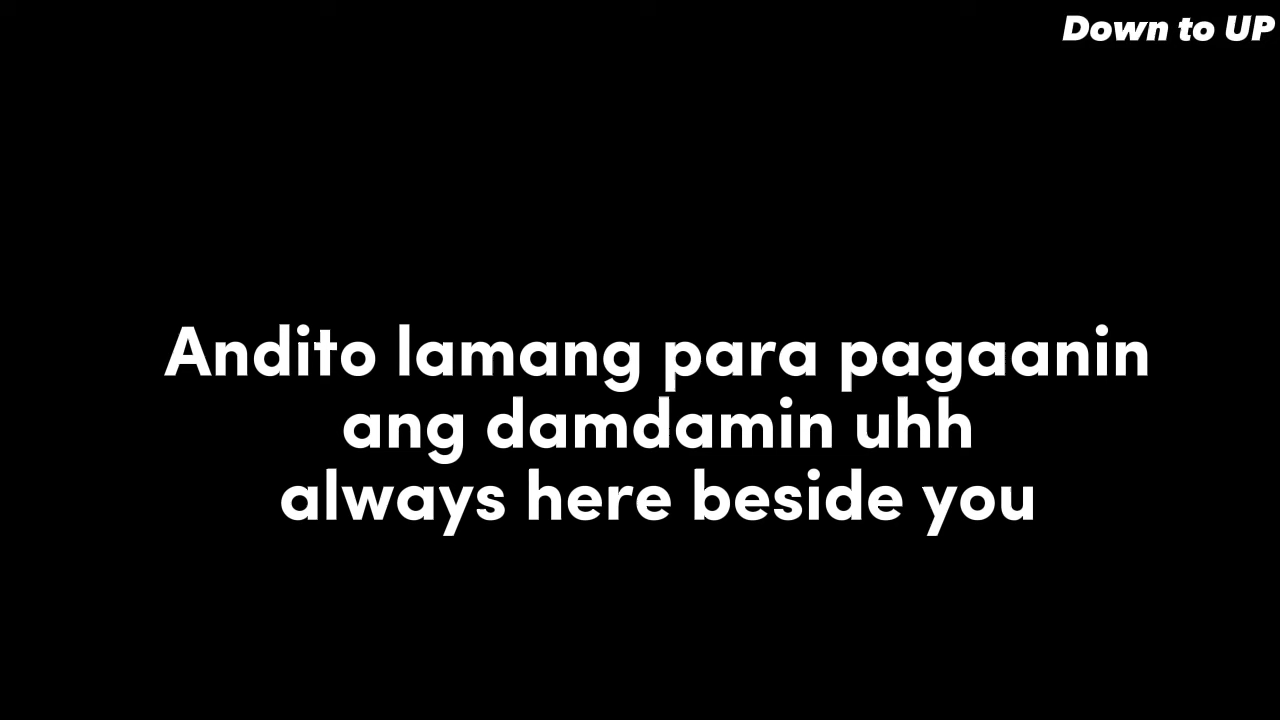 Down to UP
Andito lamang para pagaanin
ang damdamin uhh
always here beside you